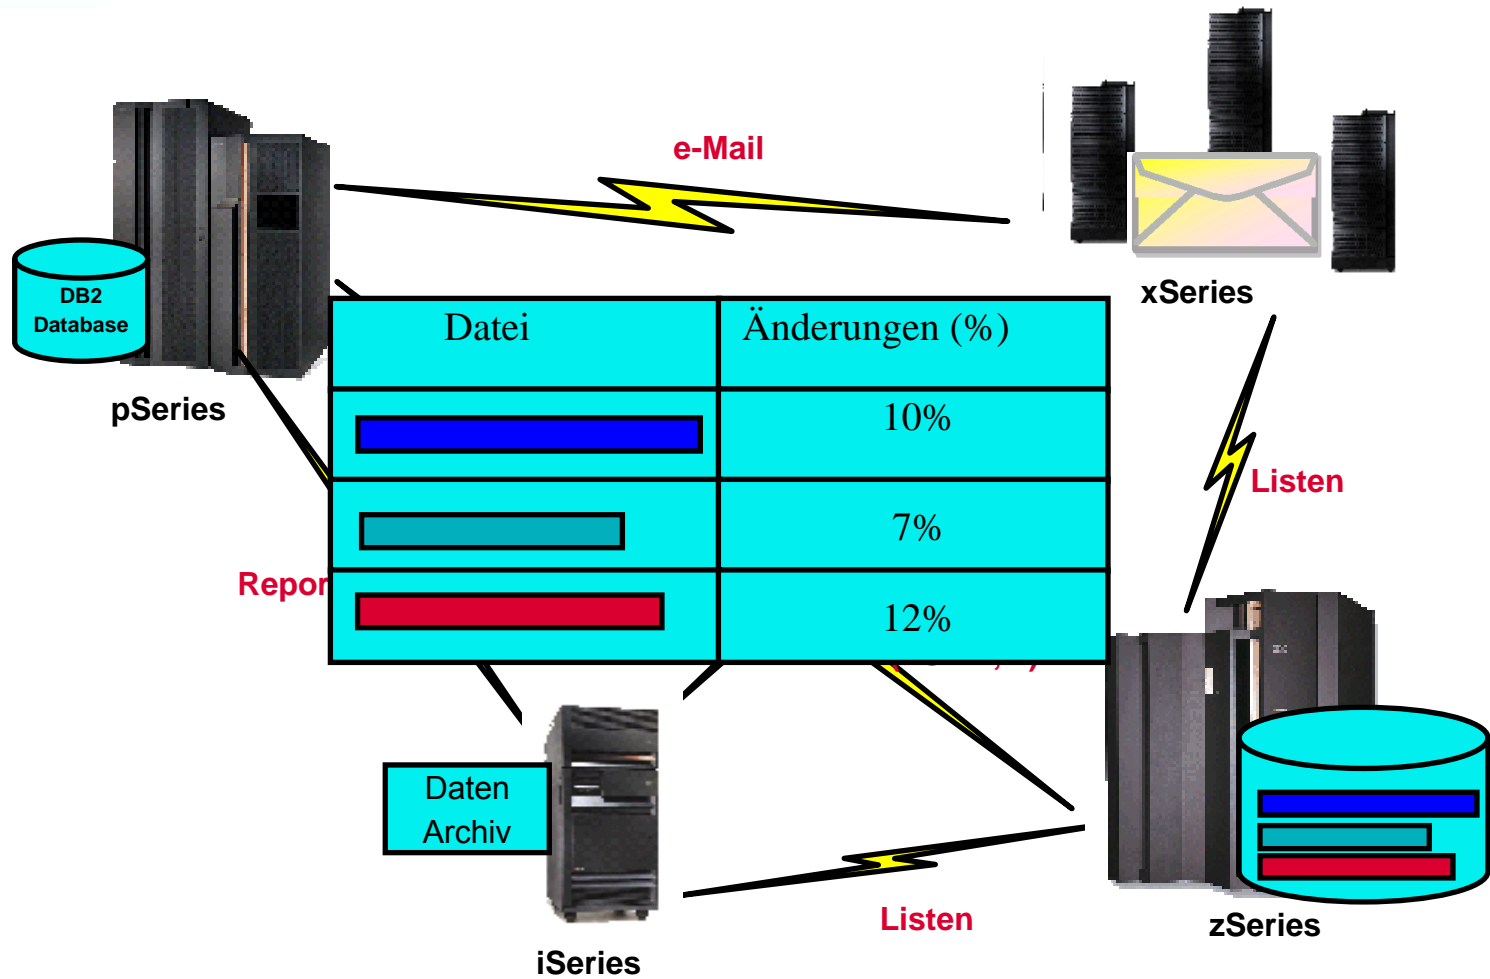 e-Mail
xSeries
DB2
Database
pSeries
Datei Änderungen (%)
10%
7%
12%
Listen
Repor
Daten
Archiv
Listen
iSeries
zSeries